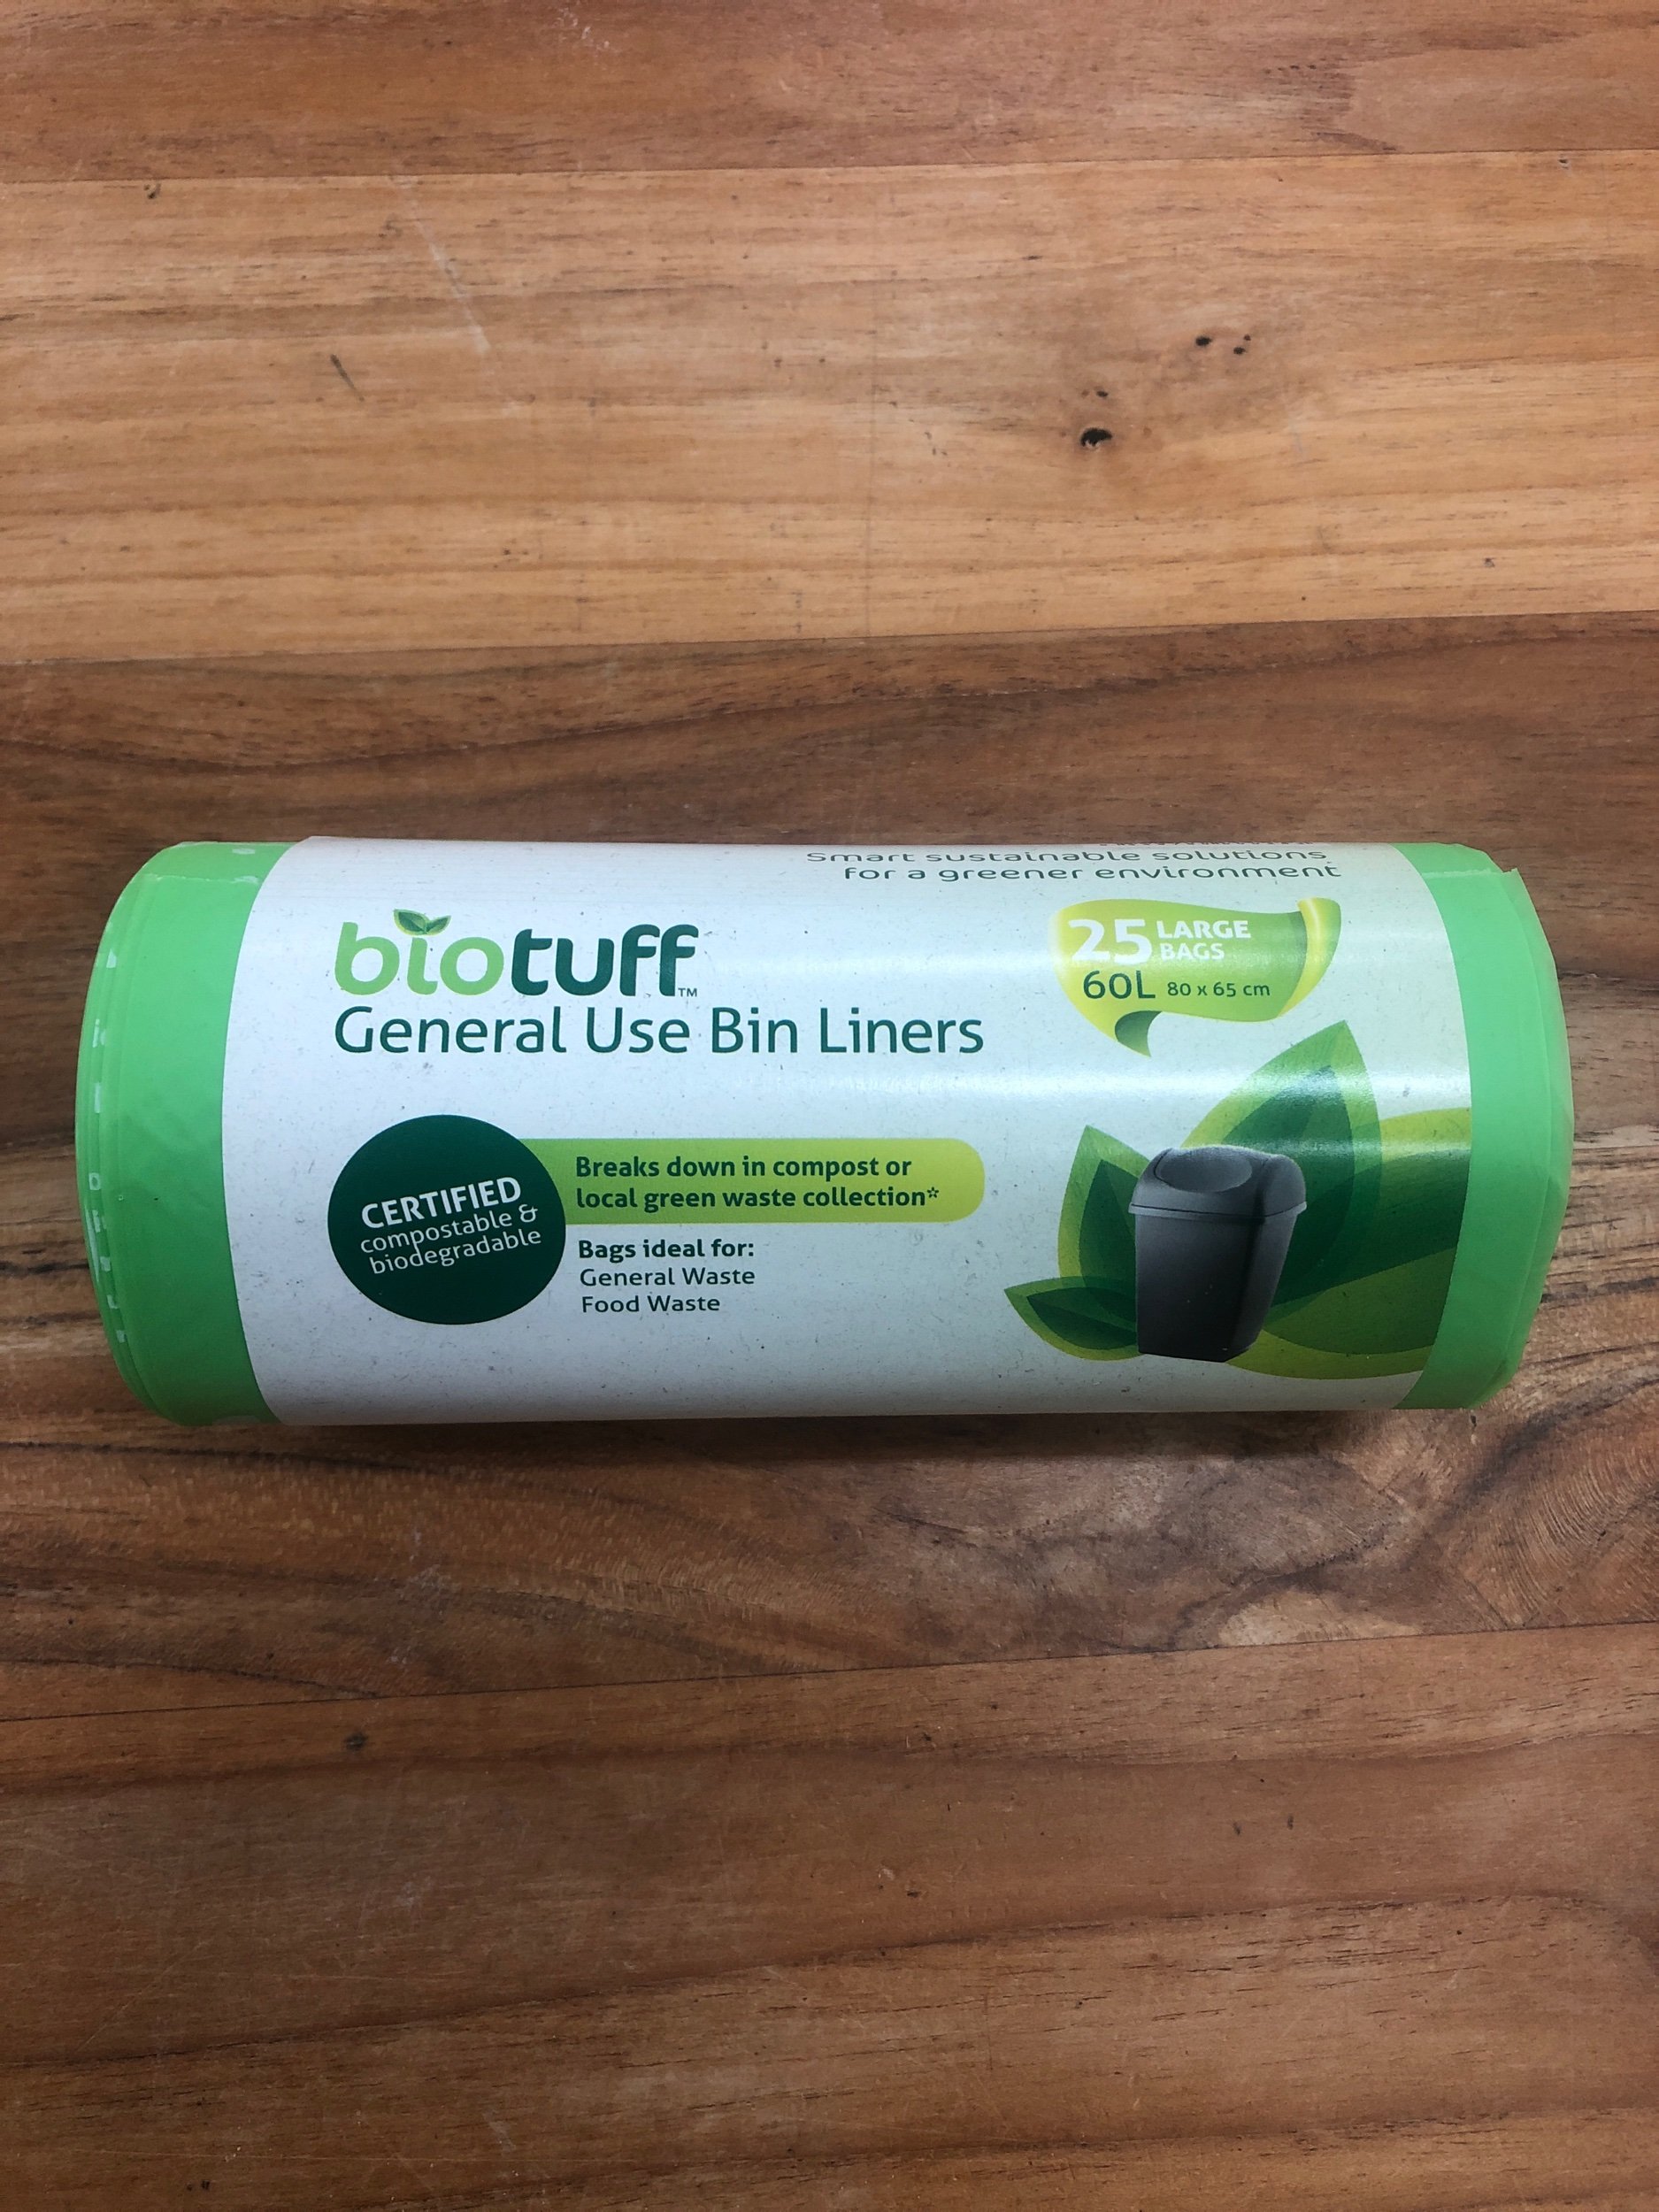 Smart sustainable solutions
for a greener environment
biotuff™
General Use Bin Liners
25 LARGE
BAGS
60L 80 x 65 cm
CERTIFIED
compostable &
biodegradable
Breaks down in compost or
local green waste collection*
Bags ideal for:
General Waste
Food Waste